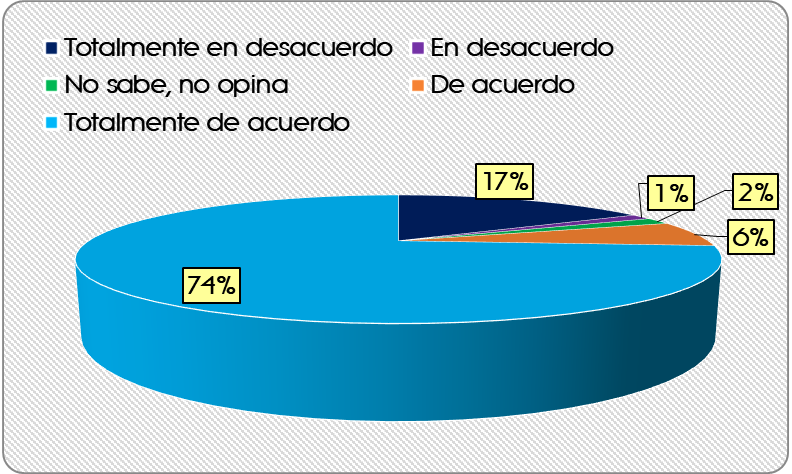 Totalmente en desacuerdo En desacuerdo
No sabe, no opina De acuerdo
Totalmente de acuerdo
17%
1%
2%
6%
74%